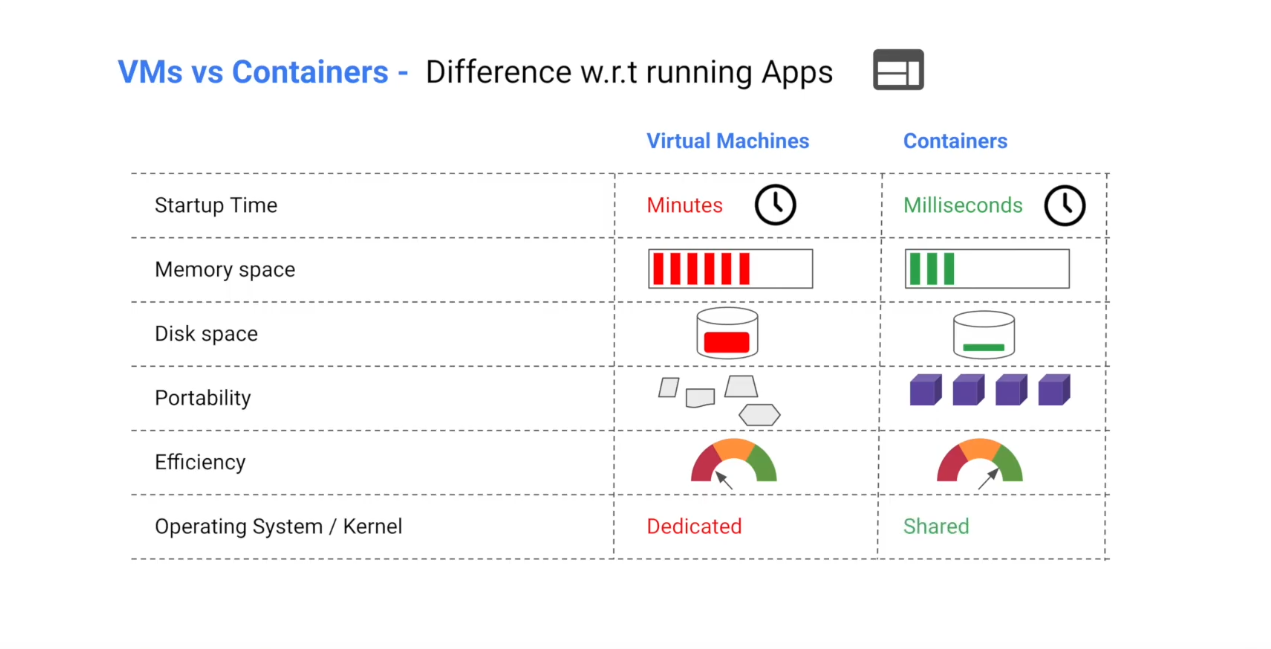 VMs vs Containers - Difference w.r.t running Apps
Virtual Machines Containers
Startup Time Minutes Milliseconds
Memory space
Disk space
Portability
Efficiency
Operating System / Kernel Dedicated Shared